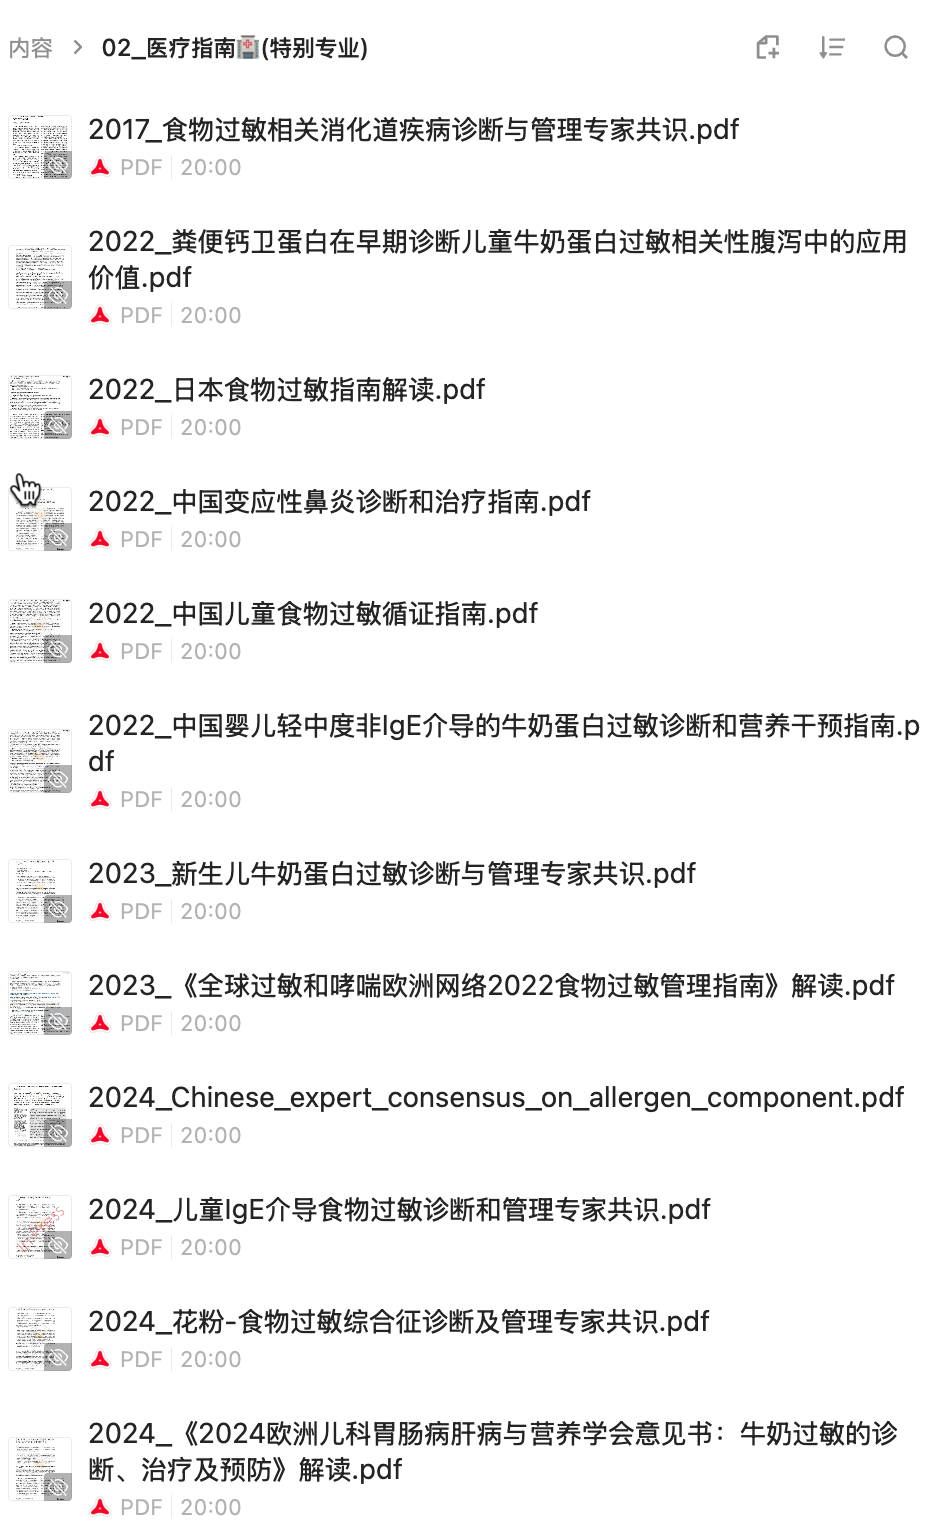 内容 > 02_医疗指南🏥(特别专业)
2017_食物过敏相关消化道疾病诊断与管理专家共识.pdf
PDF 20:00
2022_粪便钙卫蛋白在早期诊断儿童牛奶蛋白过敏相关性腹泻中的应用
价值.pdf
PDF 20:00
2022_日本食物过敏指南解读.pdf
PDF 20:00
2022_中国变应性鼻炎诊断和治疗指南.pdf
PDF 20:00
2022_中国儿童食物过敏循证指南.pdf
PDF 20:00
2022_中国婴儿轻中度非IgE介导的牛奶蛋白过敏诊断和营养干预指南.p
df
PDF 20:00
2023_新生儿牛奶蛋白过敏诊断与管理专家共识.pdf
PDF 20:00
2023_《全球过敏和哮喘欧洲网络2022食物过敏管理指南》解读.pdf
PDF 20:00
2024_Chinese_expert_consensus_on_allergen_component.pdf
PDF 20:00
2024_儿童IgE介导食物过敏诊断和管理专家共识.pdf
PDF 20:00
2024_花粉-食物过敏综合征诊断及管理专家共识.pdf
PDF 20:00
2024_《2024欧洲儿科胃肠病肝病与营养学会意见书：牛奶过敏的诊
断、治疗及预防》解读.pdf
PDF 20:00